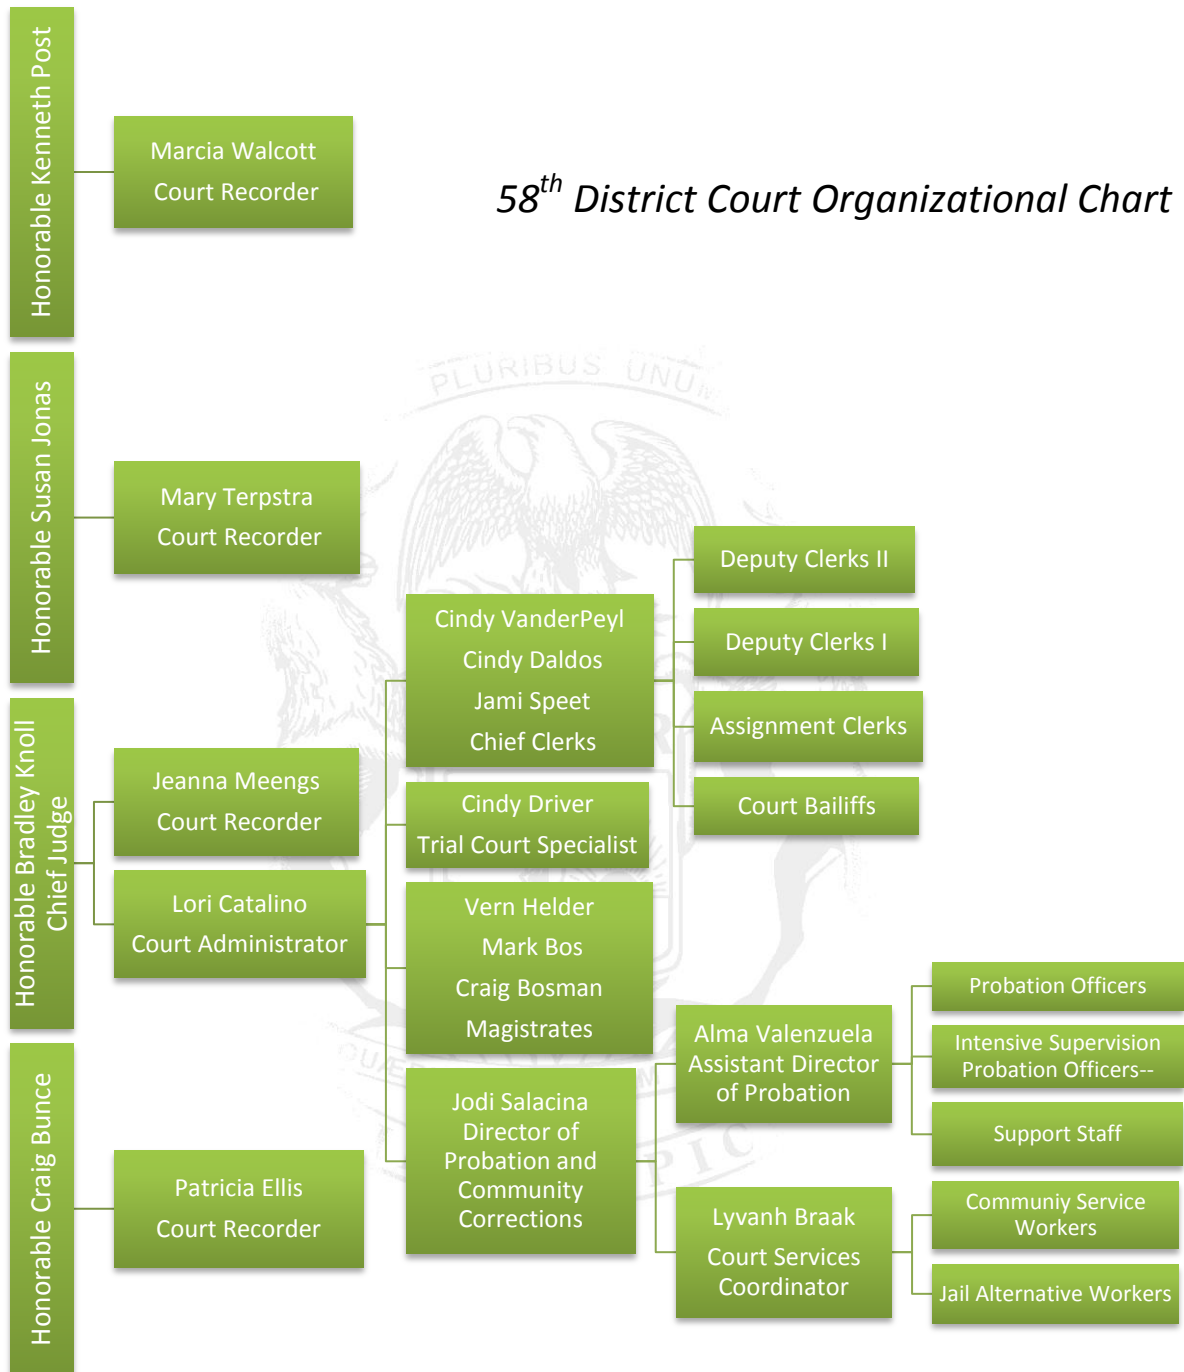 Honorable Kenneth Post
Marcia Walcott
Court Recorder
58th District Court Organizational Chart
Honorable Susan Jonas
Mary Terpstra
Court Recorder
Honorable Bradley Knoll
Chief Judge
Jeanna Meengs
Court Recorder
Lori Catalino
Court Administrator
Cindy VanderPeyl
Cindy Daldos
Jami Speet
Chief Clerks
Deputy Clerks II
Deputy Clerks I
Assignment Clerks
Court Bailiffs
Cindy Driver
Trial Court Specialist
Vern Helder
Mark Bos
Craig Bosman
Magistrates
Jodi Salacina
Director of
Probation and
Community
Corrections
Alma Valenzuela
Assistant Director
of Probation
Probation Officers
Intensive Supervision
Probation Officers--
Support Staff
Lyvanh Braak
Court Services
Coordinator
Communiy Service
Workers
Jail Alternative Workers
Honorable Craig Bunce
Patricia Ellis
Court Recorder
PLURIBUS UNUM